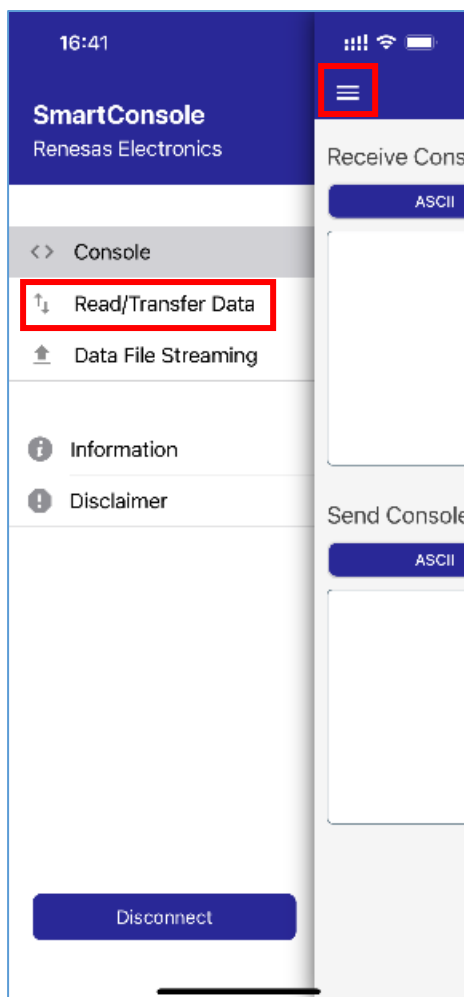 16:41
SmartConsole
Renesas Electronics
Console
Read/Transfer Data
Data File Streaming
Information
Disclaimer
Disconnect
Receive Cons
ASCII
Send Console
ASCII